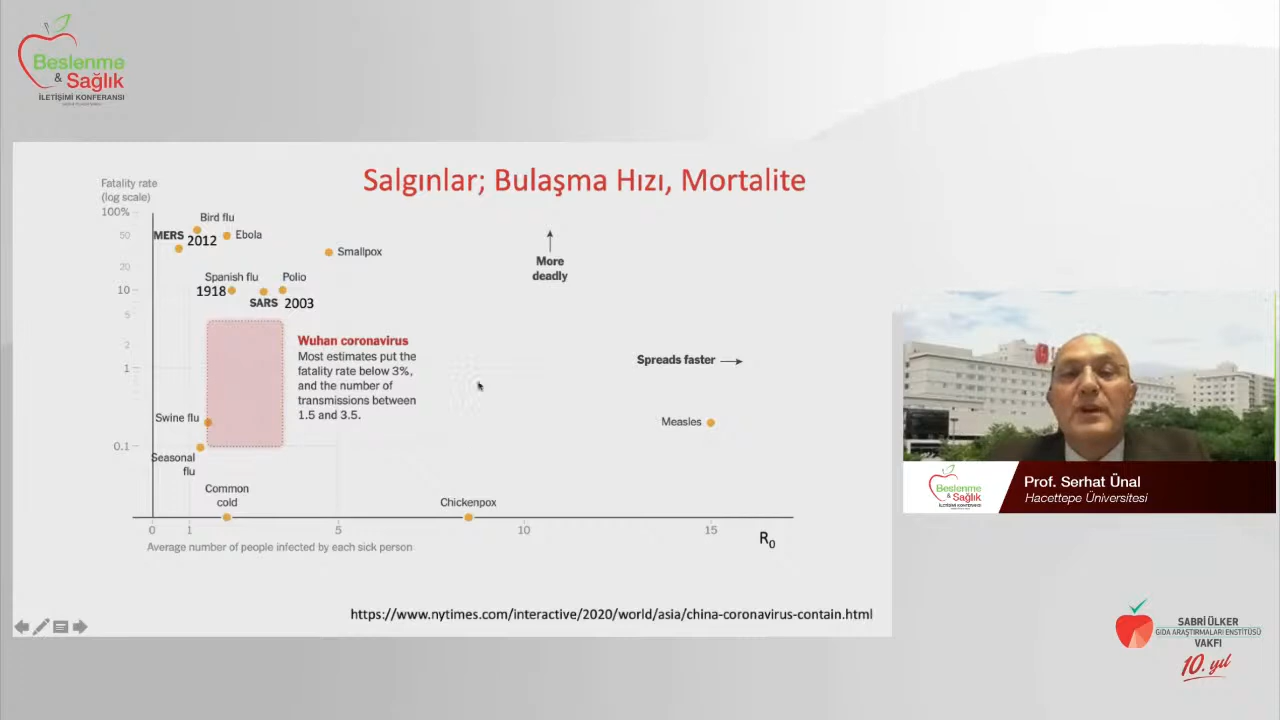 Beslenme
& Sağlık
İLETİŞİMİ KONFERANSI
Salgınlar; Bulaşma Hızı, Mortalite
Fatality rate
(log scale)
100%
50
20
10
5
2
1
0.1
Bird flu
MERS
2012
Ebola
Smallpox
Spanish flu
Polio
1918
SARS
2003
More
deadly
Wuhan coronavirus
Most estimates put the
fatality rate below 3%,
and the number of
transmissions between
1.5 and 3.5.
Spreads faster
Swine flu
Measles
Seasonal
flu
Common
cold
Chickenpox
0
1
5
10
15
R0
Average number of people infected by each sick person
https://www.nytimes.com/interactive/2020/world/asia/china-coronavirus-contain.html
Beslenme
& Sağlık
İLETİŞİMİ KONFERANSI
Prof. Serhat Ünal
Hacettepe Üniversitesi
SABRİ ÜLKER
GIDA ARAŞTIRMALARI ENSTİTÜSÜ
VAKFI
10. yıl